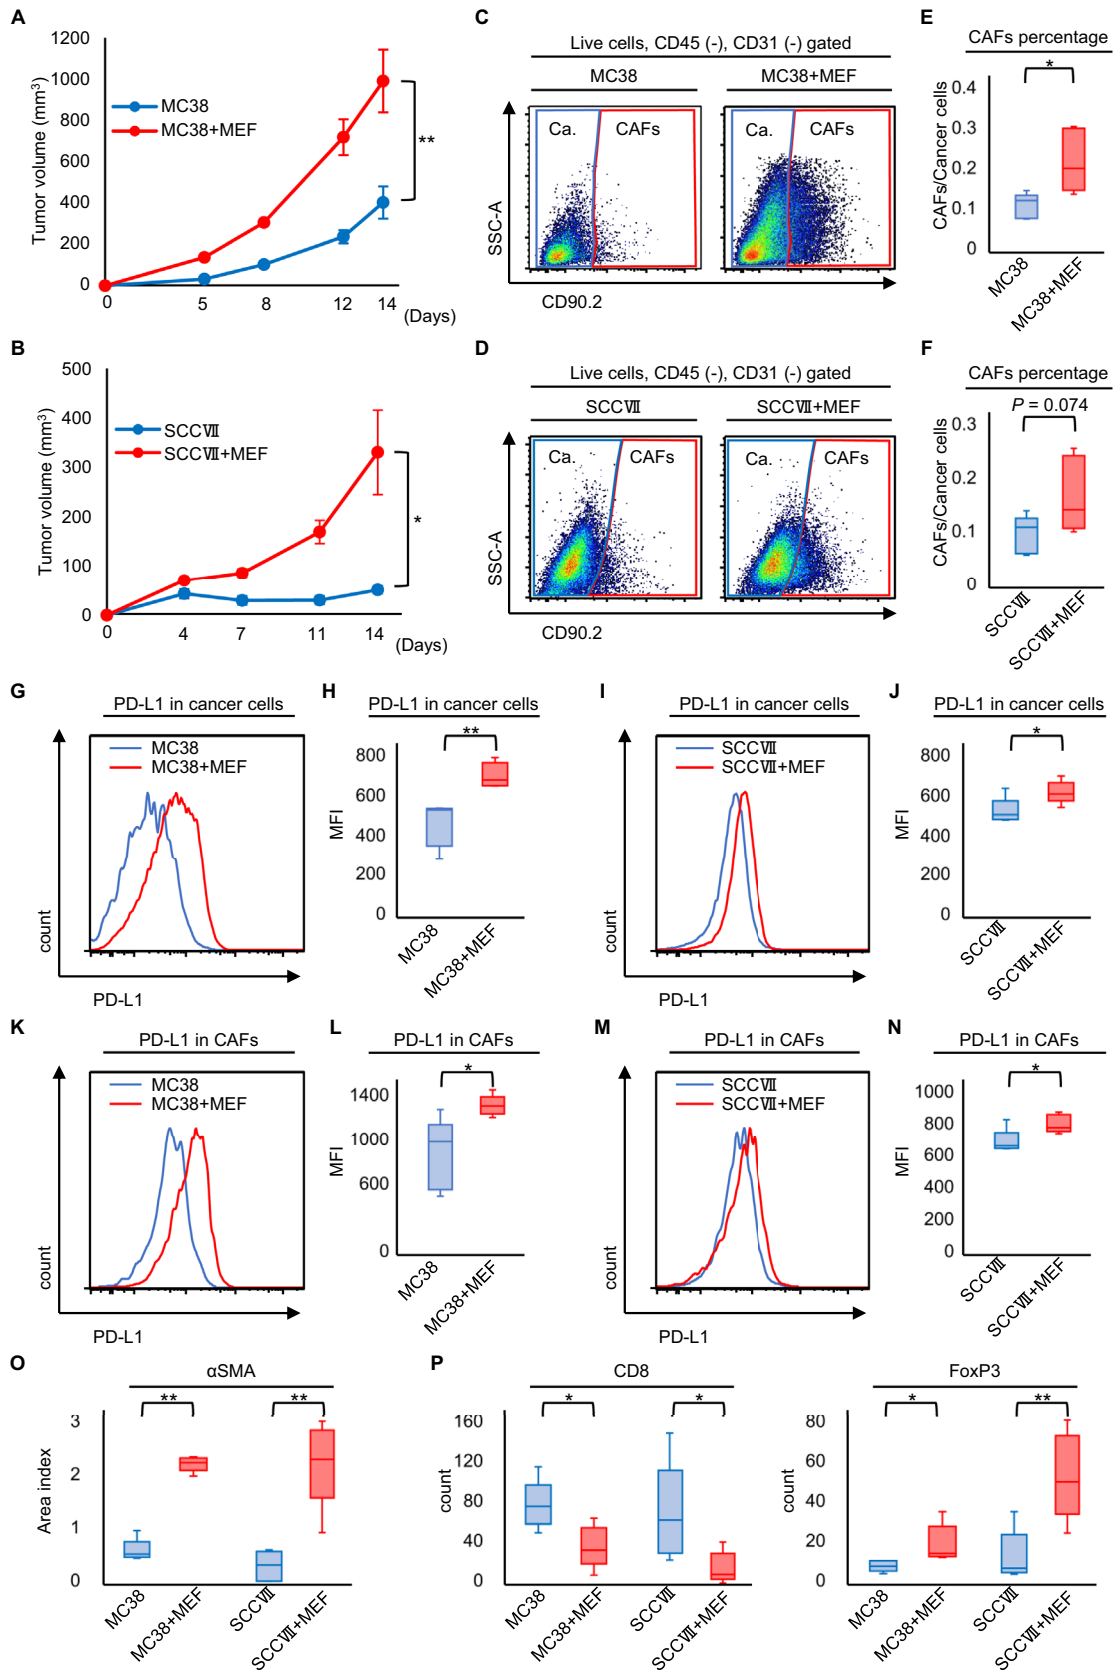 A
1200
1000
800
600
400
200
0
Tumor volume (mm³)
MC38
MC38+MEF
**
0 5 8 12 14
(Days)
B
500
400
300
200
100
0
Tumor volume (mm³)
SCCⅦ
SCCⅦ+MEF
*
0 4 7 11 14
(Days)
C
Live cells, CD45 (-), CD31 (-) gated
MC38 MC38+MEF
Ca. CAFs Ca. CAFs
SSC-A
CD90.2
D
Live cells, CD45 (-), CD31 (-) gated
SCCⅦ SCCⅦ+MEF
Ca. CAFs Ca. CAFs
SSC-A
CD90.2
E
CAFs percentage
*
0.4
0.3
0.2
0.1
0
CAFs/Cancer cells
MC38
MC38+MEF
F
CAFs percentage
P = 0.074
0.3
0.2
0.1
0
CAFs/Cancer cells
SCCⅦ
SCCⅦ+MEF
G
PD-L1 in cancer cells
MC38
MC38+MEF
count
PD-L1
H
PD-L1 in cancer cells
**
800
600
400
200
0
MFI
MC38
MC38+MEF
I
PD-L1 in cancer cells
SCCⅦ
SCCⅦ+MEF
count
PD-L1
J
PD-L1 in cancer cells
*
800
600
400
200
0
MFI
SCCⅦ
SCCⅦ+MEF
K
PD-L1 in CAFs
MC38
MC38+MEF
count
PD-L1
L
PD-L1 in CAFs
*
1400
1000
600
0
MFI
MC38
MC38+MEF
M
PD-L1 in CAFs
SCCⅦ
SCCⅦ+MEF
count
PD-L1
N
PD-L1 in CAFs
*
1000
800
600
400
200
0
MFI
SCCⅦ
SCCⅦ+MEF
O
αSMA
** **
3
2
1
0
Area index
MC38
MC38+MEF
SCCⅦ
SCCⅦ+MEF
P
CD8
* *
160
120
80
40
0
count
MC38
MC38+MEF
SCCⅦ
SCCⅦ+MEF
FoxP3
* **
80
60
40
20
0
count
MC38
MC38+MEF
SCCⅦ
SCCⅦ+MEF